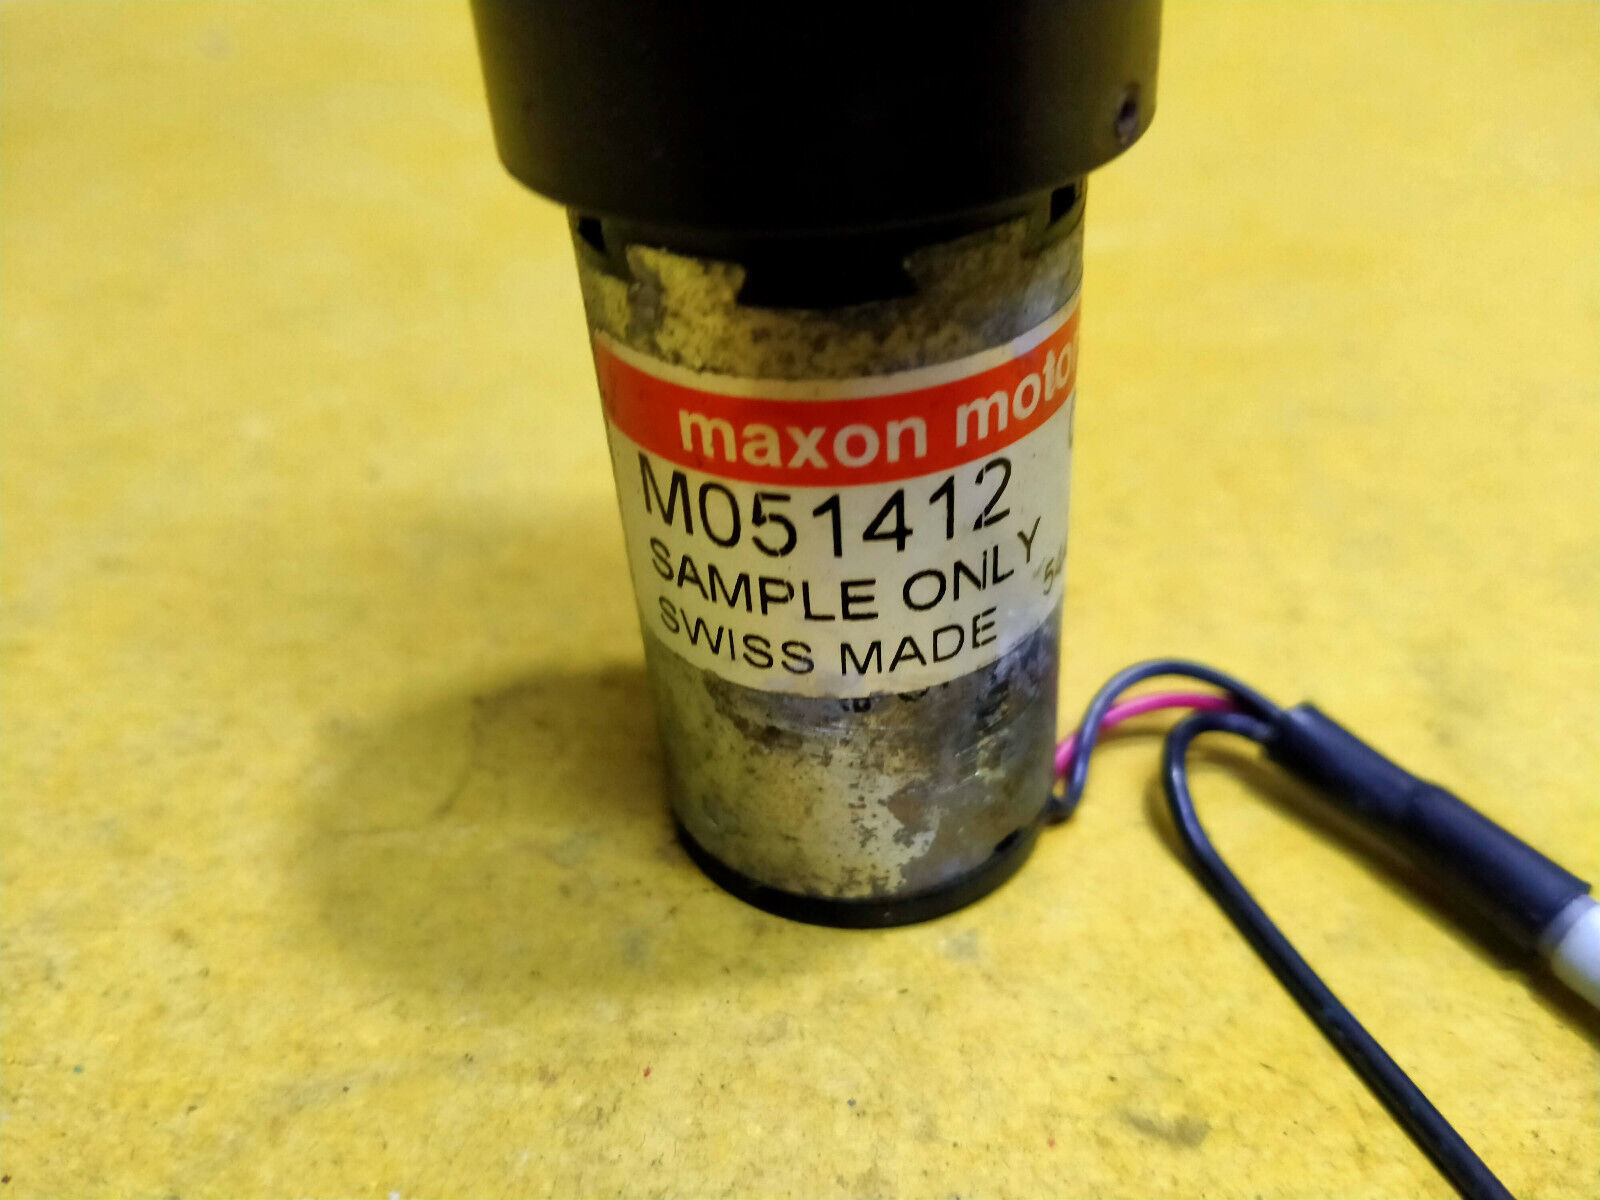 maxon moto
M051412
SAMPLE ONLY
SWISS MADE